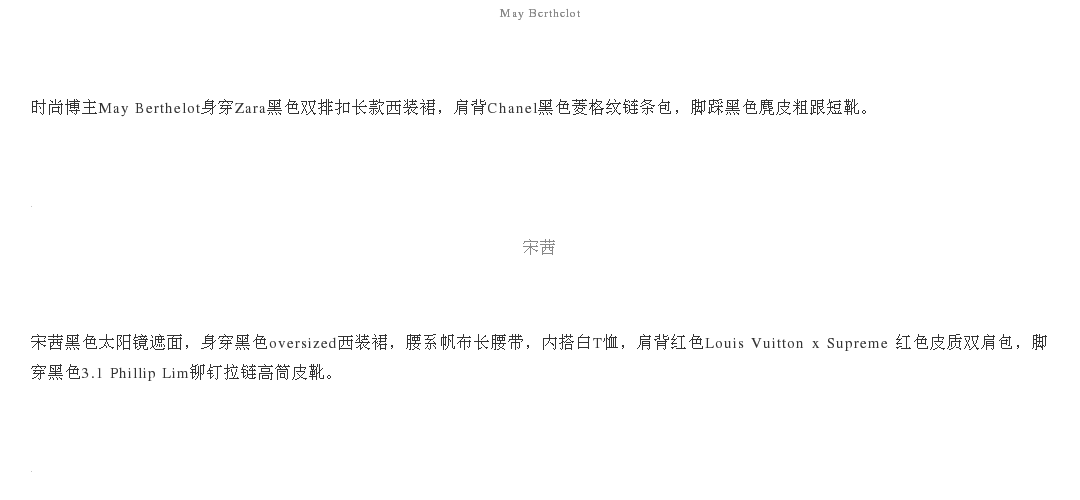 May Berthelot
时尚博主May Berthelot身穿Zara黑色双排扣长款西装裙，肩背Chanel黑色菱格纹链条包，脚踩黑色麂皮粗跟短靴。
宋茜
宋茜黑色太阳镜遮面，身穿黑色oversized西装裙，腰系帆布长腰带，内搭白T恤，肩背红色Louis Vuitton x Supreme 红色皮质双肩包，脚
穿黑色3.1 Phillip Lim铆钉拉链高筒皮靴。